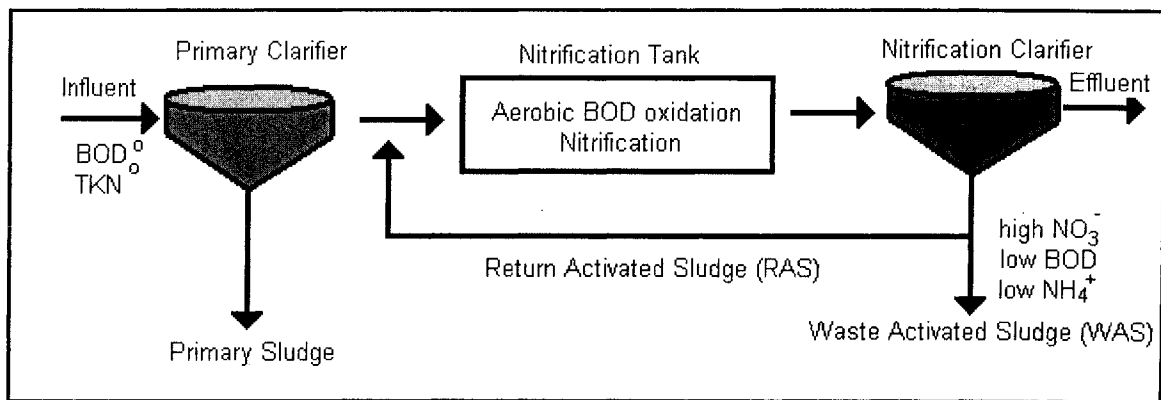 Primary Clarifier
Nitrification Tank
Nitrification Clarifier
Influent
Effluent
BOD°
TKN°
Aerobic BOD oxidation
Nitrification
high NO₃⁻
low BOD
low NH₄⁺
Return Activated Sludge (RAS)
Waste Activated Sludge (WAS)
Primary Sludge